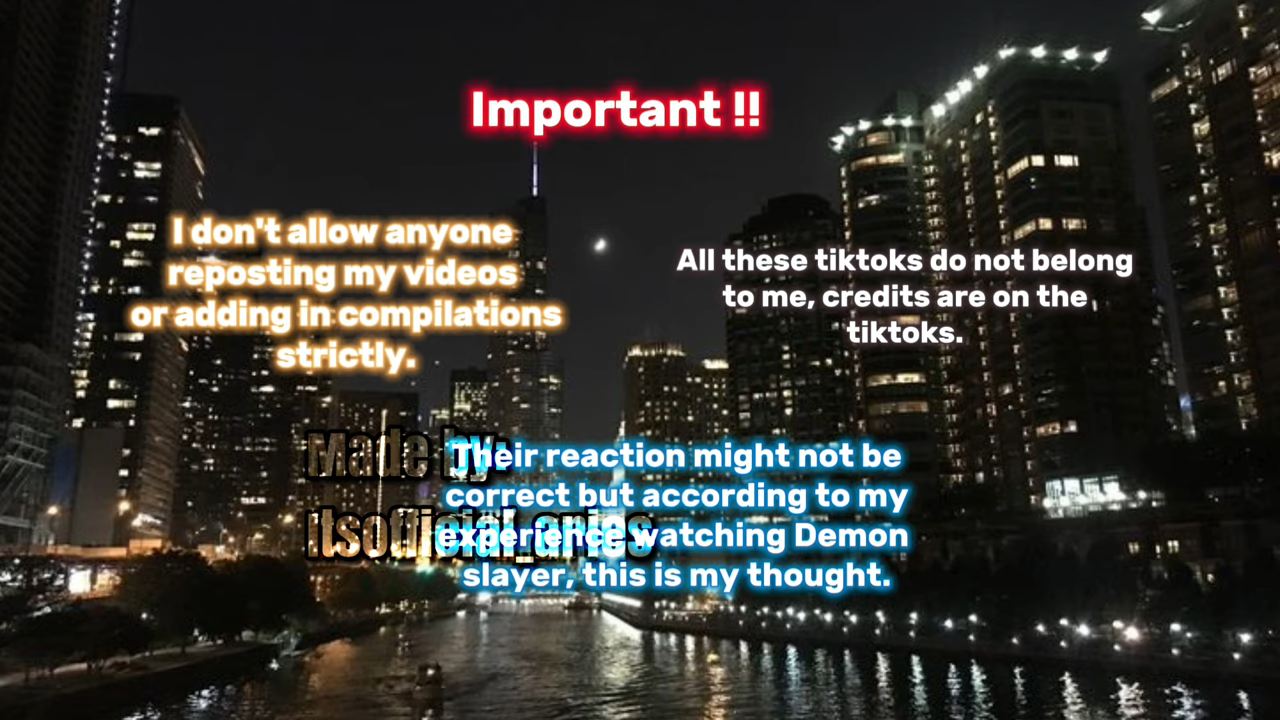 Important !!
I don't allow anyone
reposting my videos
or adding in compilations
strictly.
All these tiktoks do not belong
to me, credits are on the
tiktoks.
Made by:
itsofficial_aries
Their reaction might not be
correct but according to my
experience watching Demon
slayer, this is my thought.